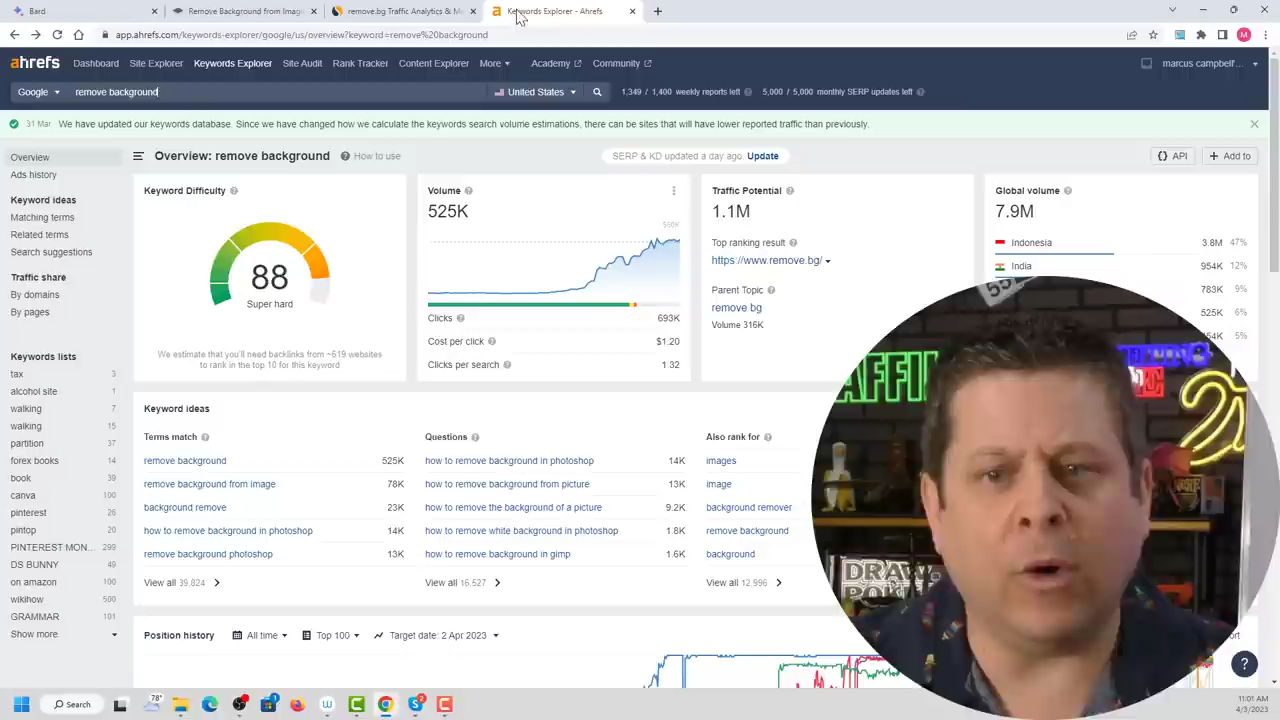 Bard
Remove Background from Image
remove.bg Traffic Analytics & M
Keywords Explorer - Ahrefs
app.ahrefs.com/keywords-explorer/google/us/overview?keyword=remove%20background
M
ahrefs
Dashboard Site Explorer Keywords Explorer Site Audit Rank Tracker Content Explorer More Academy Community
marcus campbell'...
Google remove background United States 1,349 / 1,400 weekly reports left 5,000 / 5,000 monthly SERP updates left
31 Mar We have updated our keywords database. Since we have changed how we calculate the keywords search volume estimations, there can be sites that will have lower reported traffic than previously.
Overview
Ads history
Keyword ideas
Matching terms
Related terms
Search suggestions
Traffic share
By domains
By pages
Keywords lists
tax 3
alcohol site 1
walking 7
walking 15
partition 37
forex books 14
book 39
canva 100
pinterest 26
pintop 20
PINTEREST MON... 299
DS BUNNY 49
on amazon 100
wikihow 500
GRAMMAR 101
Show more
Overview: remove background How to use
SERP & KD updated a day ago Update
API
Add to
Keyword Difficulty
88
Super hard
We estimate that you'll need backlinks from ~619 websites
to rank in the top 10 for this keyword
Volume
525K
560K
Clicks 693K
Cost per click $1.20
Clicks per search 1.32
Traffic Potential
1.1M
Top ranking result
https://www.remove.bg/
Parent Topic
remove bg
Volume 316K
Global volume
7.9M
Indonesia 3.8M 47%
India 954K 12%
783K 9%
525K 6%
5%
Keyword ideas
Terms match
remove background 525K
remove background from image 78K
background remove 23K
how to remove background in photoshop 14K
remove background photoshop 13K
View all 39,824
Questions
how to remove background in photoshop 14K
how to remove background from picture 13K
how to remove the background of a picture 9.2K
how to remove white background in photoshop 1.8K
how to remove background in gimp 1.6K
View all 16,527
Also rank for
images
image
background remover
remove background
background
View all 12,996
Position history All time Top 100 Target date: 2 Apr 2023
AFFI
DRAW-
POKE
Search
78°
11:01 AM
4/3/2023